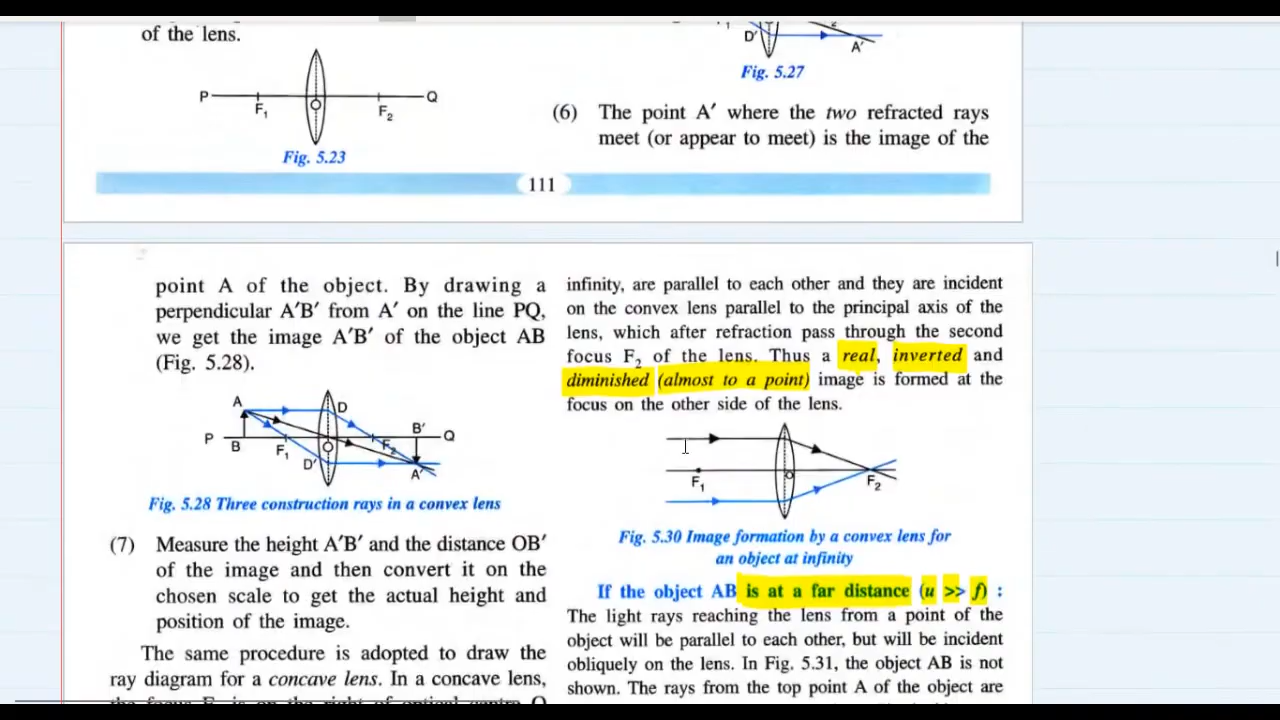 of the lens.
P
F₁
O
F₂
Q
Fig. 5.23
D′
A′
Fig. 5.27
(6) The point A′ where the two refracted rays
meet (or appear to meet) is the image of the
111
point A of the object. By drawing a
perpendicular A′B′ from A′ on the line PQ,
we get the image A′B′ of the object AB
(Fig. 5.28).
A
D
P
B
F₁
O
F₂
B′
Q
D′
A′
Fig. 5.28 Three construction rays in a convex lens
(7) Measure the height A′B′ and the distance OB′
of the image and then convert it on the
chosen scale to get the actual height and
position of the image.
The same procedure is adopted to draw the
ray diagram for a concave lens. In a concave lens,
the focus F₂ is on the right of optical centre O
infinity, are parallel to each other and they are incident
on the convex lens parallel to the principal axis of the
lens, which after refraction pass through the second
focus F₂ of the lens. Thus a real, inverted and
diminished (almost to a point) image is formed at the
focus on the other side of the lens.
F₁
O
F₂
Fig. 5.30 Image formation by a convex lens for
an object at infinity
If the object AB is at a far distance (u >> f) :
The light rays reaching the lens from a point of the
object will be parallel to each other, but will be incident
obliquely on the lens. In Fig. 5.31, the object AB is not
shown. The rays from the top point A of the object are